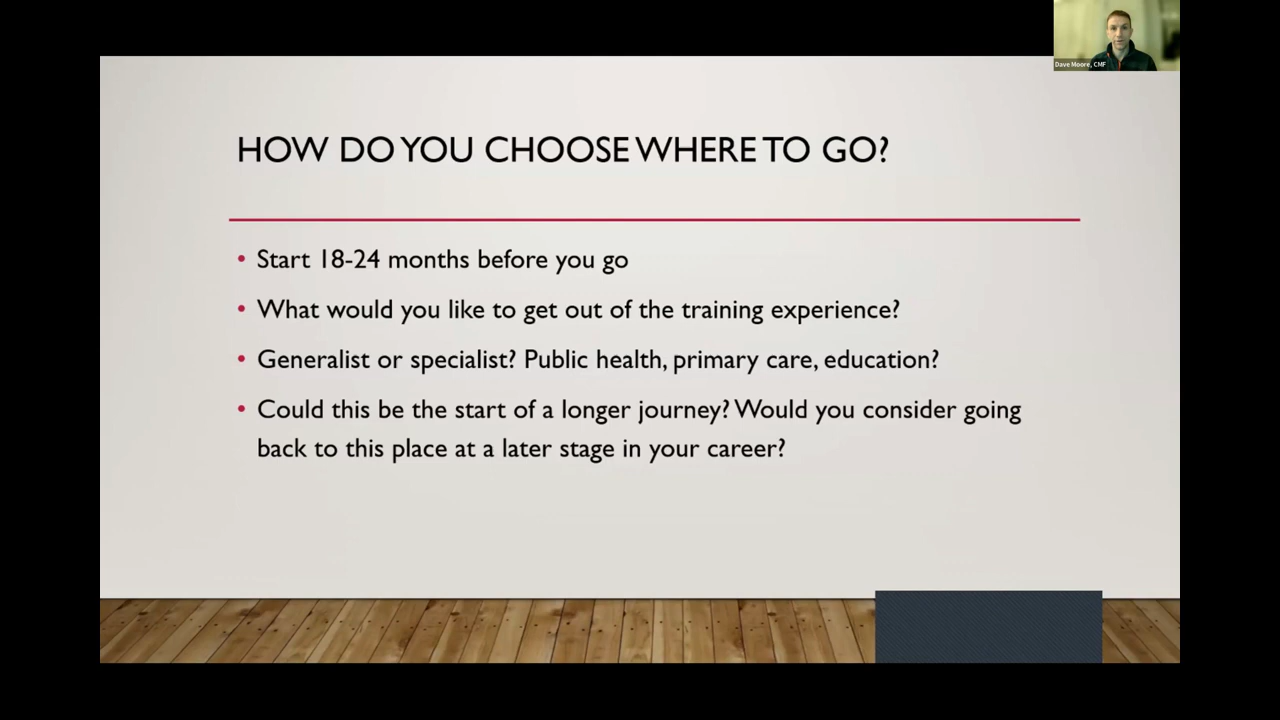 Dave Moore, CMF
HOW DO YOU CHOOSE WHERE TO GO?
• Start 18-24 months before you go
• What would you like to get out of the training experience?
• Generalist or specialist? Public health, primary care, education?
• Could this be the start of a longer journey? Would you consider going
back to this place at a later stage in your career?